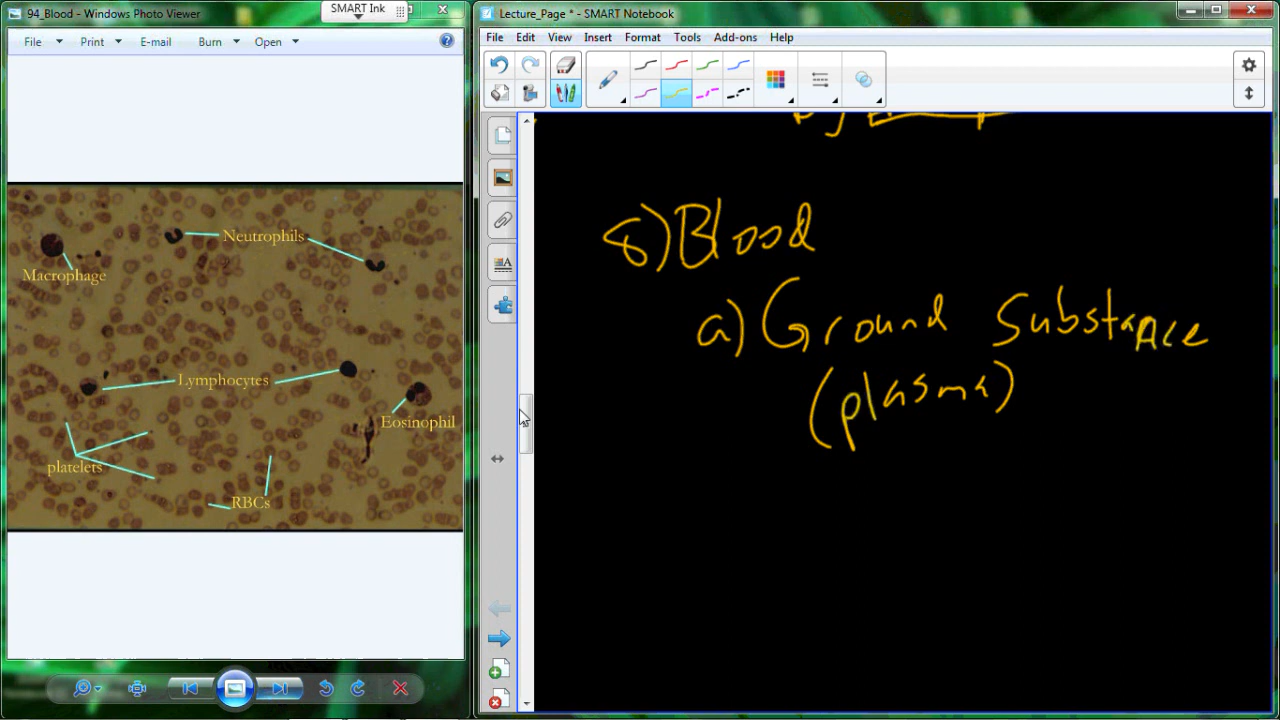 94_Blood - Windows Photo Viewer
SMART Ink
File Print E-mail Burn Open
Neutrophils
Macrophage
Lymphocytes
Eosinophil
platelets
RBCs
Lecture_Page * - SMART Notebook
File Edit View Insert Format Tools Add-ons Help
8) Blood
a) Ground Substance
(plasma)